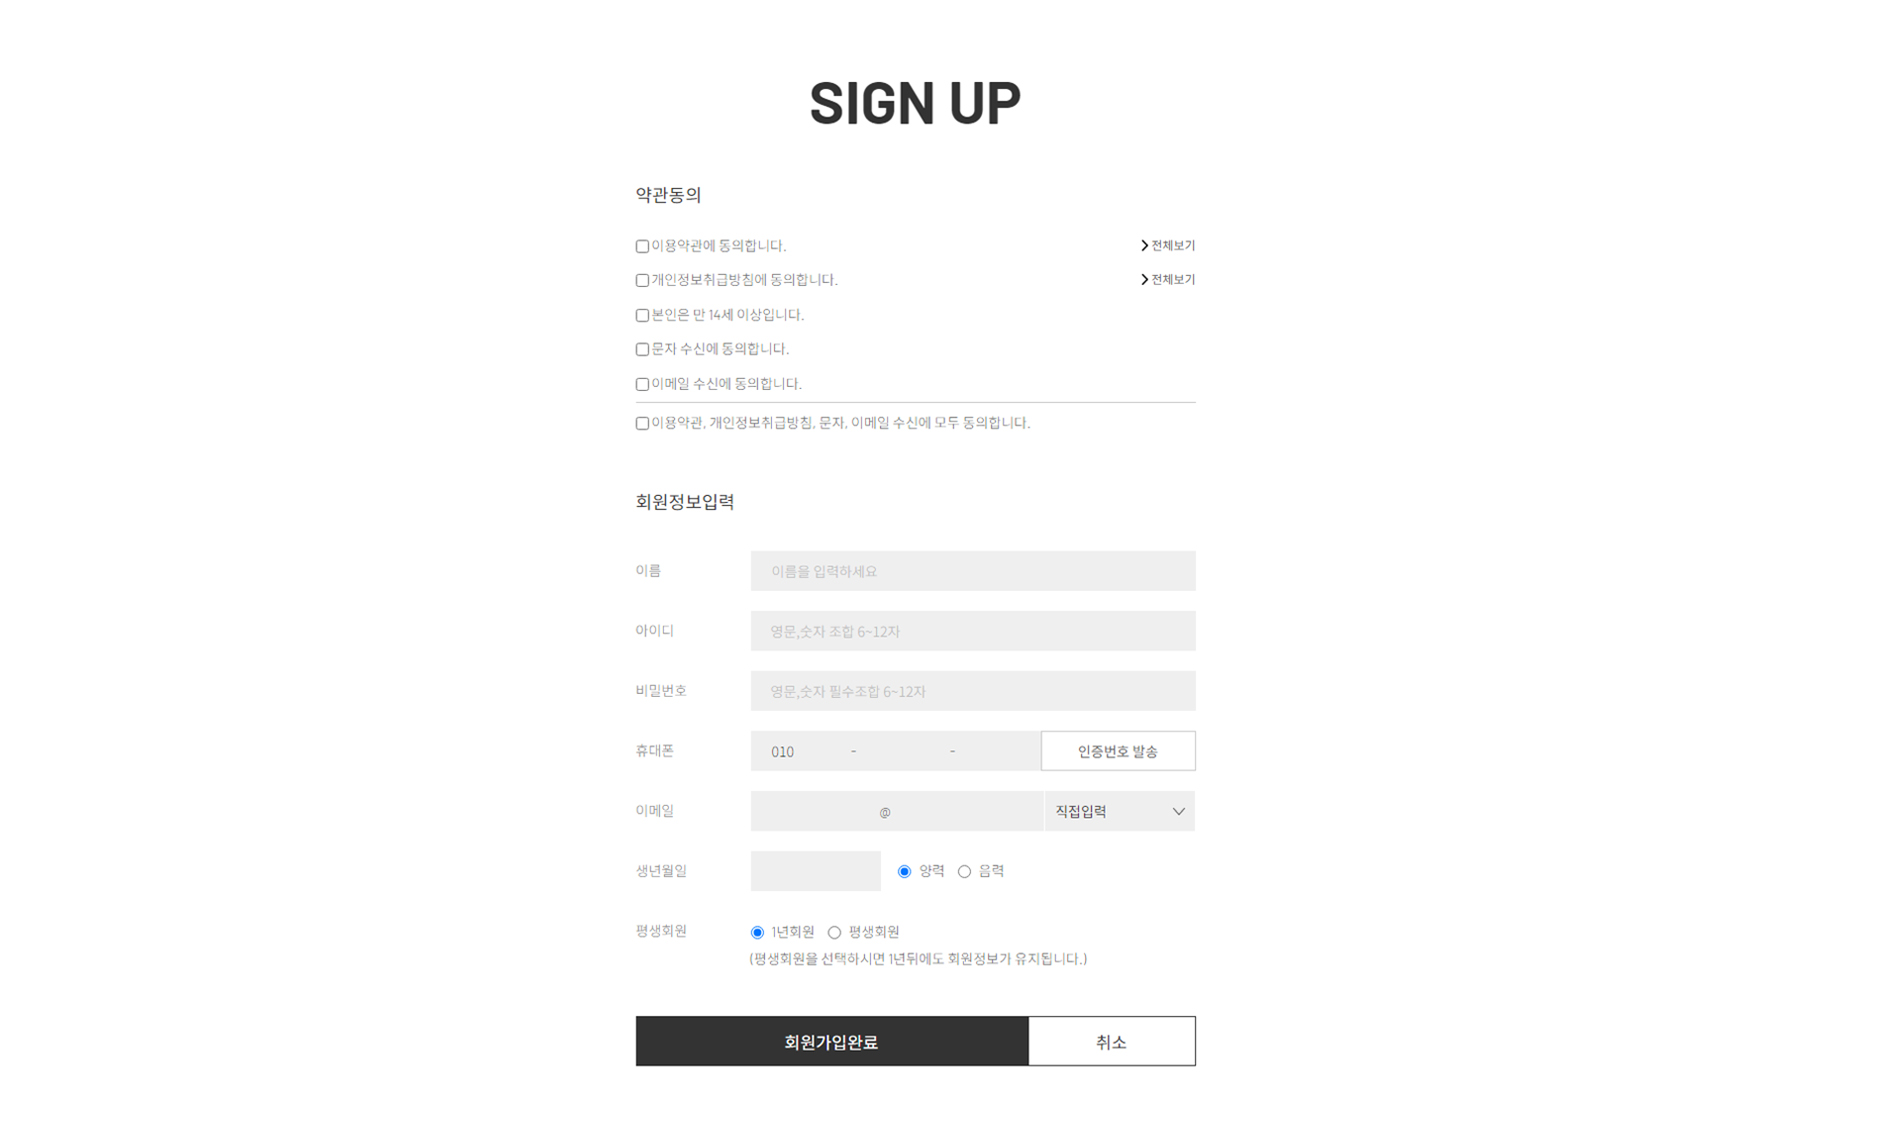 SIGN UP
약관동의
이용약관에 동의합니다. 전체보기
개인정보취급방침에 동의합니다. 전체보기
본인은 만 14세 이상입니다.
문자 수신에 동의합니다.
이메일 수신에 동의합니다.
이용약관, 개인정보취급방침, 문자, 이메일 수신에 모두 동의합니다.
회원정보입력
이름 이름을 입력하세요
아이디 영문,숫자 조합 6~12자
비밀번호 영문,숫자 필수조합 6~12자
휴대폰 010 - - 인증번호 발송
이메일 @ 직접입력
생년월일 양력 음력
평생회원 1년회원 평생회원
(평생회원을 선택하시면 1년뒤에도 회원정보가 유지됩니다.)
회원가입완료 취소